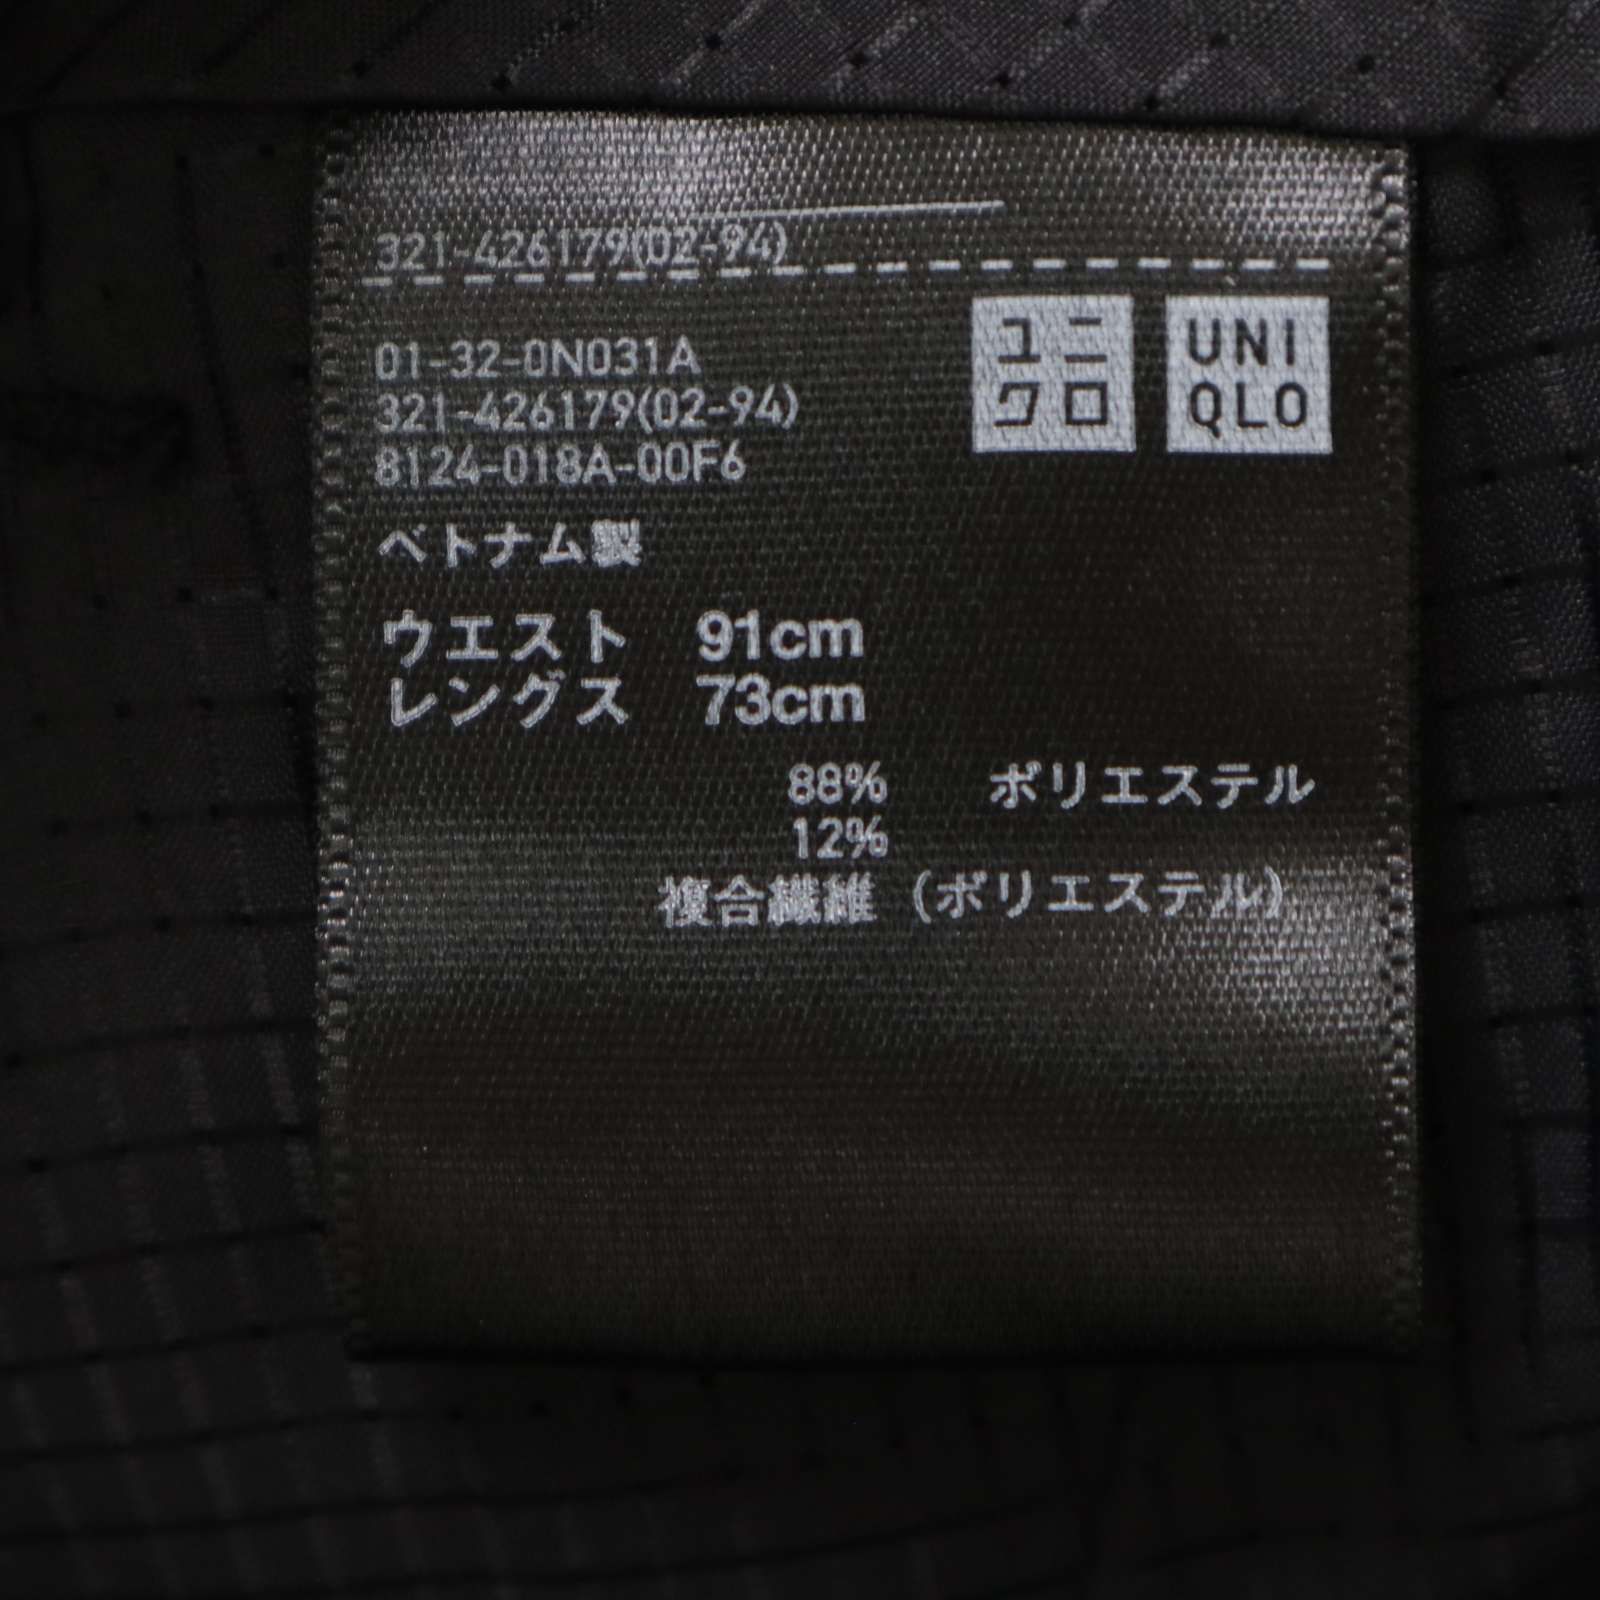 321-426179(02-94)
ユニ
クロ
UNI
QLO
01-32-0N031A
321-426179(02-94)
8124-018A-00F6
ベトナム製
ウエスト 91cm
レングス 73cm
88% ポリエステル
12%
複合繊維（ポリエステル）